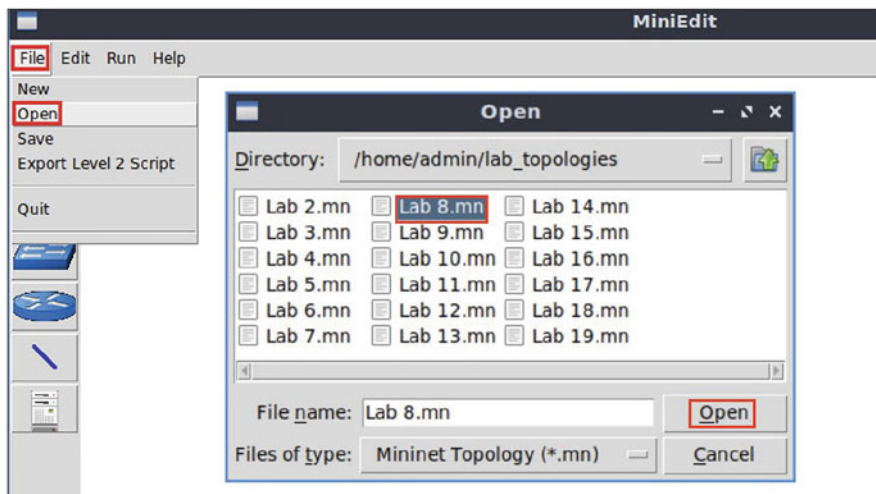 MiniEdit
File Edit Run Help
New
Open
Save
Export Level 2 Script
Quit
Open
Directory: /home/admin/lab_topologies
Lab 2.mn Lab 8.mn Lab 14.mn
Lab 3.mn Lab 9.mn Lab 15.mn
Lab 4.mn Lab 10.mn Lab 16.mn
Lab 5.mn Lab 11.mn Lab 17.mn
Lab 6.mn Lab 12.mn Lab 18.mn
Lab 7.mn Lab 13.mn Lab 19.mn
File name: Lab 8.mn Open
Files of type: Mininet Topology (*.mn) Cancel